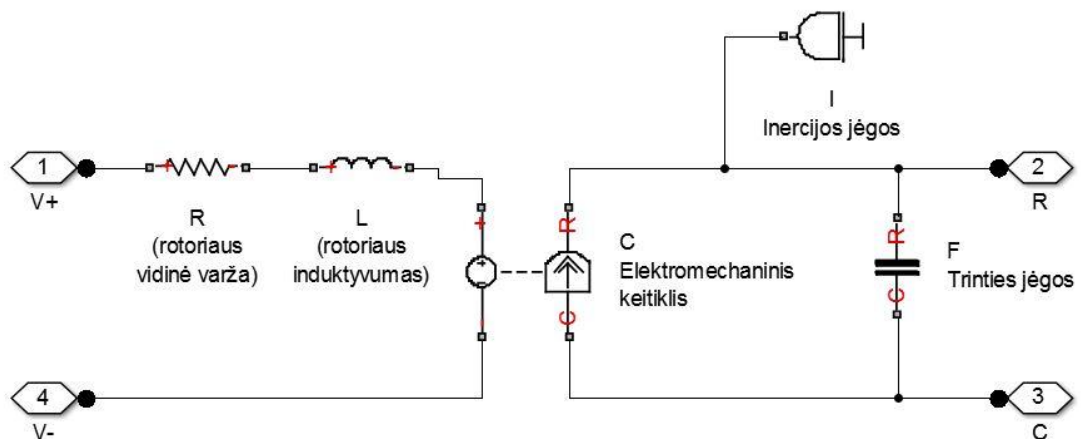 I
Inercijos jėgos
1
V+
R
(rotoriaus
vidinė varža)
L
(rotoriaus
induktyvumas)
+
-
+
-
+
-
R
C
C
Elektromechaninis
keitiklis
R
C
F
Trinties jėgos
2
R
4
V-
3
C